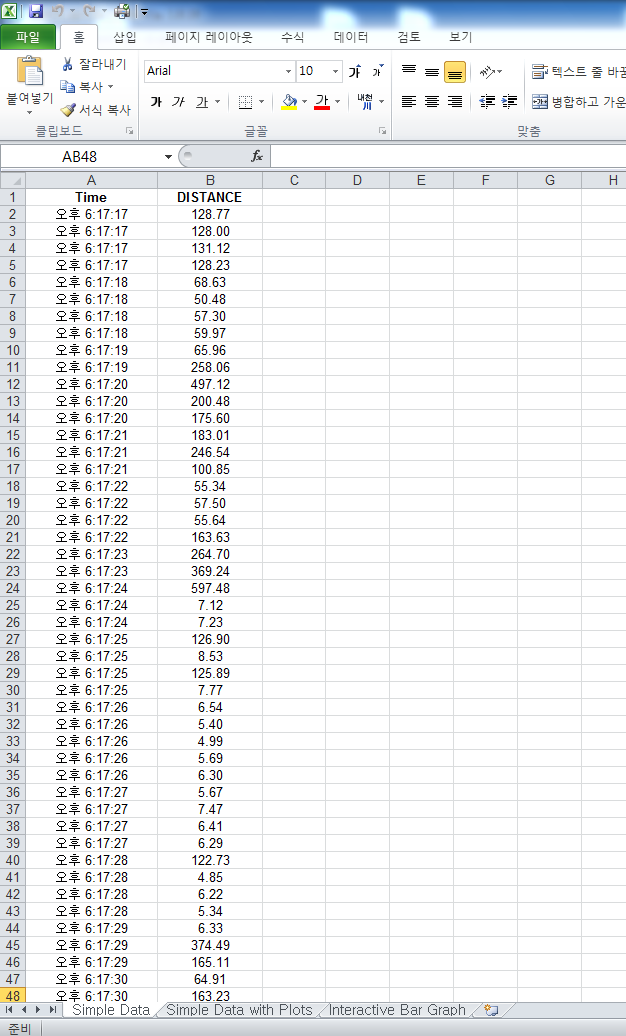 파일 홈 삽입 페이지 레이아웃 수식 데이터 검토 보기
잘라내기
복사
서식 복사
붙여넣기
클립보드
Arial 10 가 가
가 가 가 가 내천
글꼴
텍스트 줄
병합하고 가운
맞춤
AB48 fx
A B C D E F G H
1 Time DISTANCE
2 오후 6:17:17 128.77
3 오후 6:17:17 128.00
4 오후 6:17:17 131.12
5 오후 6:17:17 128.23
6 오후 6:17:18 68.63
7 오후 6:17:18 50.48
8 오후 6:17:18 57.30
9 오후 6:17:18 59.97
10 오후 6:17:19 65.96
11 오후 6:17:19 258.06
12 오후 6:17:20 497.12
13 오후 6:17:20 200.48
14 오후 6:17:20 175.60
15 오후 6:17:21 183.01
16 오후 6:17:21 246.54
17 오후 6:17:21 100.85
18 오후 6:17:22 55.34
19 오후 6:17:22 57.50
20 오후 6:17:22 55.64
21 오후 6:17:22 163.63
22 오후 6:17:23 264.70
23 오후 6:17:23 369.24
24 오후 6:17:24 597.48
25 오후 6:17:24 7.12
26 오후 6:17:24 7.23
27 오후 6:17:25 126.90
28 오후 6:17:25 8.53
29 오후 6:17:25 125.89
30 오후 6:17:25 7.77
31 오후 6:17:26 6.54
32 오후 6:17:26 5.40
33 오후 6:17:26 4.99
34 오후 6:17:26 5.69
35 오후 6:17:26 6.30
36 오후 6:17:27 5.67
37 오후 6:17:27 7.47
38 오후 6:17:27 6.41
39 오후 6:17:27 6.29
40 오후 6:17:28 122.73
41 오후 6:17:28 4.85
42 오후 6:17:28 6.22
43 오후 6:17:28 5.34
44 오후 6:17:29 6.33
45 오후 6:17:29 374.49
46 오후 6:17:29 165.11
47 오후 6:17:30 64.91
48 오후 6:17:30 163.23
Simple Data Simple Data with Plots Interactive Bar Graph
준비